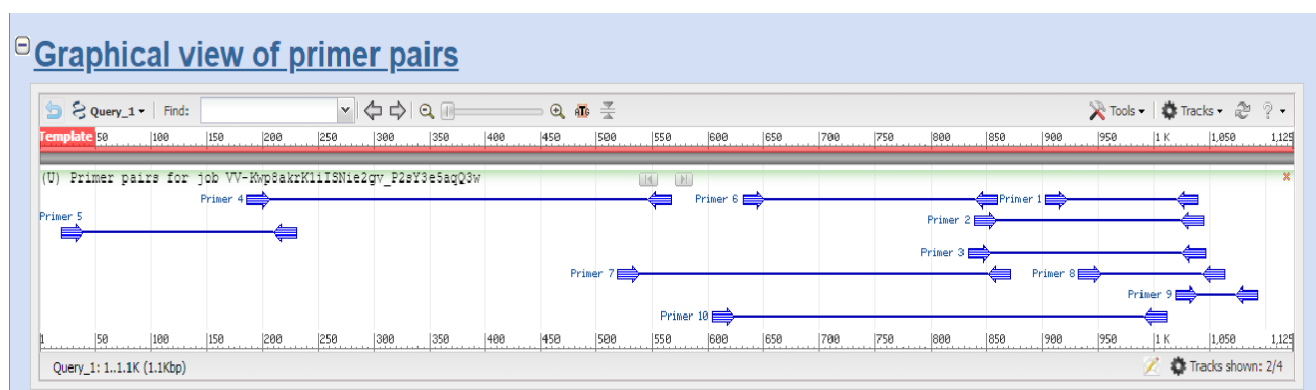 Graphical view of primer pairs
Query_1 Find: Tools Tracks ?
Template 50 100 150 200 250 300 350 400 450 500 550 600 650 700 750 800 850 900 950 1 K 1,050 1,125
(U) Primer pairs for job VV-Kwp8akrKliISNie2gv_P2sY3e5aqQ3w
Primer 4 Primer 6 Primer 1
Primer 5 Primer 2
Primer 3
Primer 7 Primer 8
Primer 9
Primer 10
1 50 100 150 200 250 300 350 400 450 500 550 600 650 700 750 800 850 900 950 1 K 1,050 1,125
Query_1: 1..1.1K (1.1Kbp) Tracks shown: 2/4